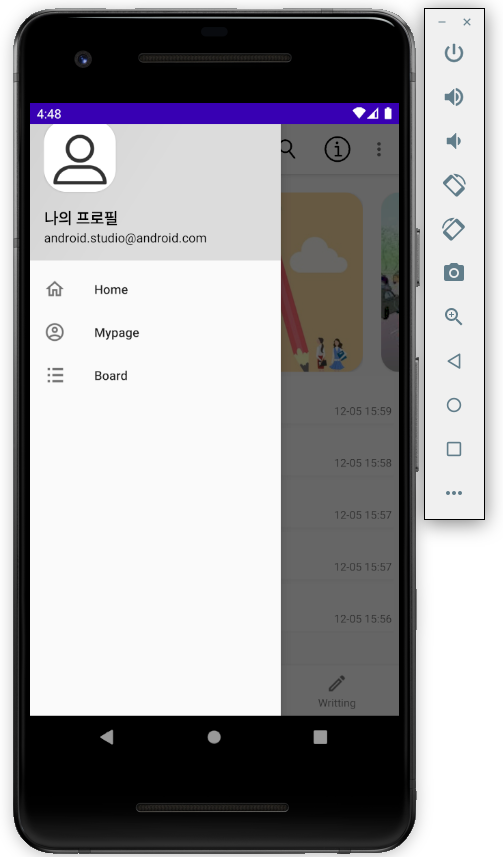 4:48
나의 프로필
android.studio@android.com
Home
Mypage
Board
12-05 15:59
12-05 15:58
12-05 15:57
12-05 15:57
12-05 15:56
Writting